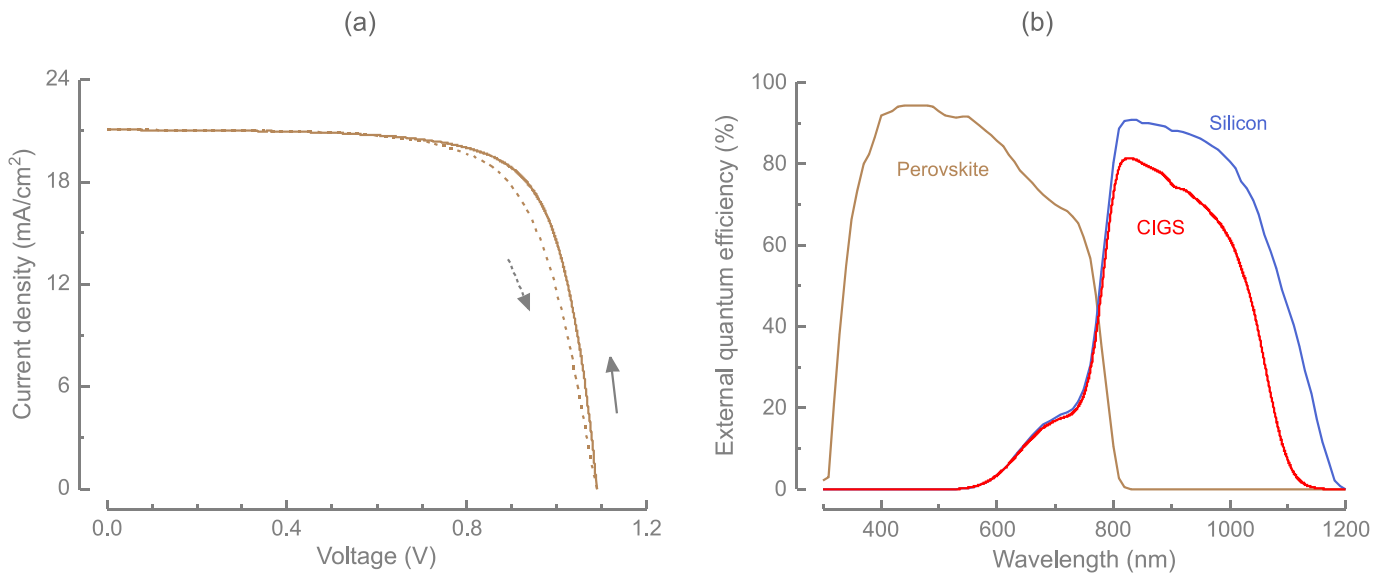 (a)
Current density (mA/cm²)
24
18
12
6
0
0.0 0.4 0.8 1.2
Voltage (V)
(b)
External quantum efficiency (%)
100
80
60
40
20
0
Perovskite
Silicon
CIGS
400 600 800 1000 1200
Wavelength (nm)